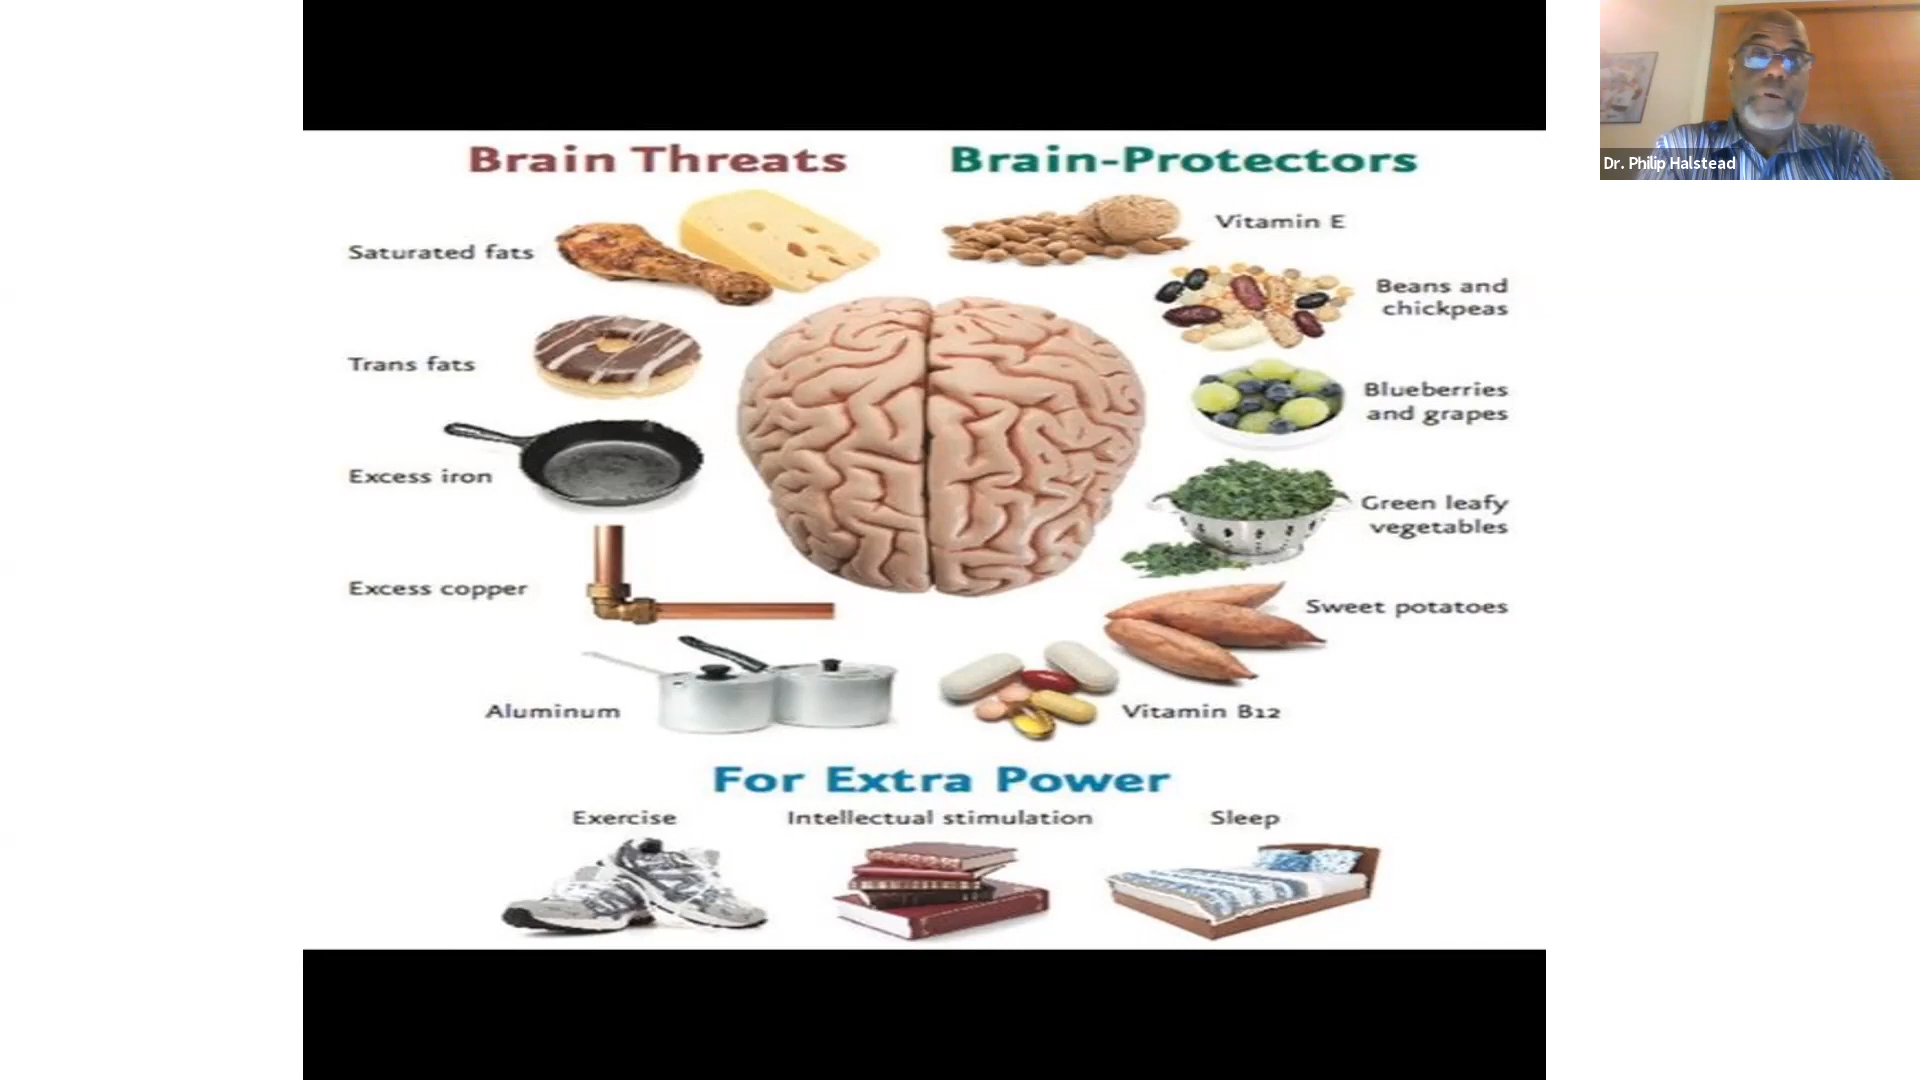 Brain Threats
Brain-Protectors
Saturated fats
Trans fats
Excess iron
Excess copper
Aluminum
Vitamin E
Beans and
chickpeas
Blueberries
and grapes
Green leafy
vegetables
Sweet potatoes
Vitamin B12
For Extra Power
Exercise
Intellectual stimulation
Sleep
Dr. Philip Halstead